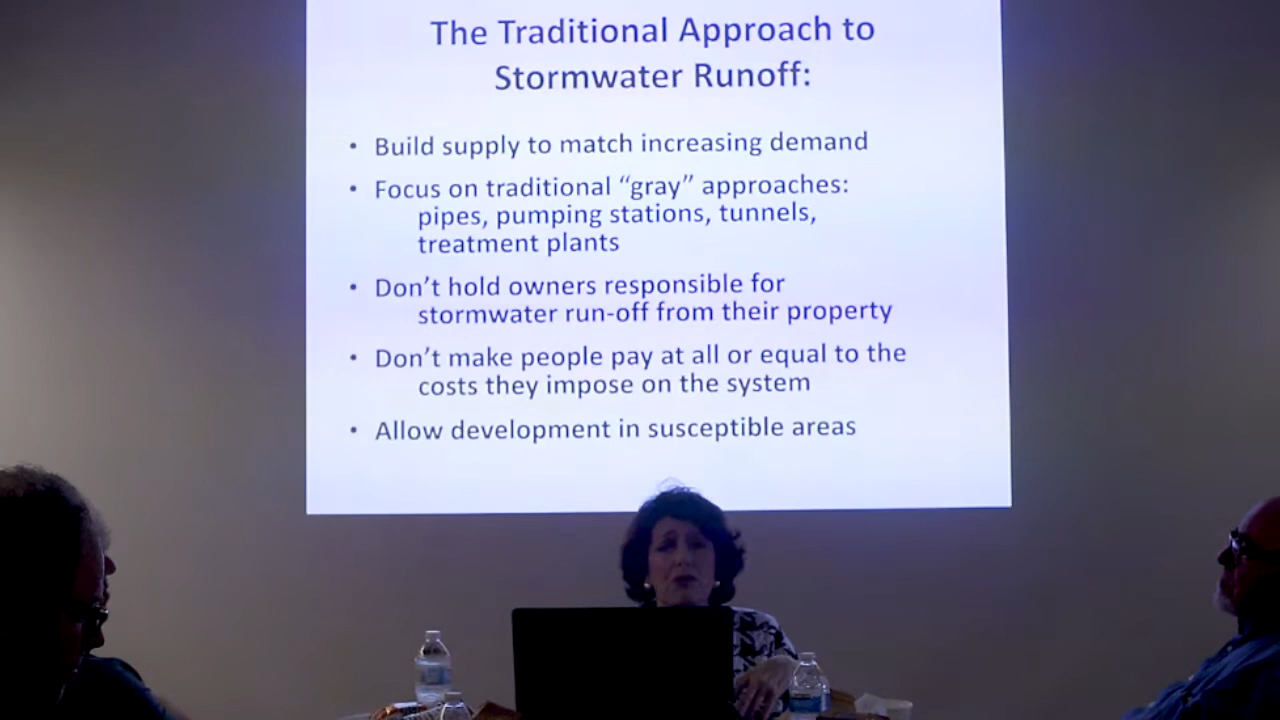 The Traditional Approach to
Stormwater Runoff:
• Build supply to match increasing demand
• Focus on traditional “gray” approaches:
pipes, pumping stations, tunnels,
treatment plants
• Don’t hold owners responsible for
stormwater run-off from their property
• Don’t make people pay at all or equal to the
costs they impose on the system
• Allow development in susceptible areas